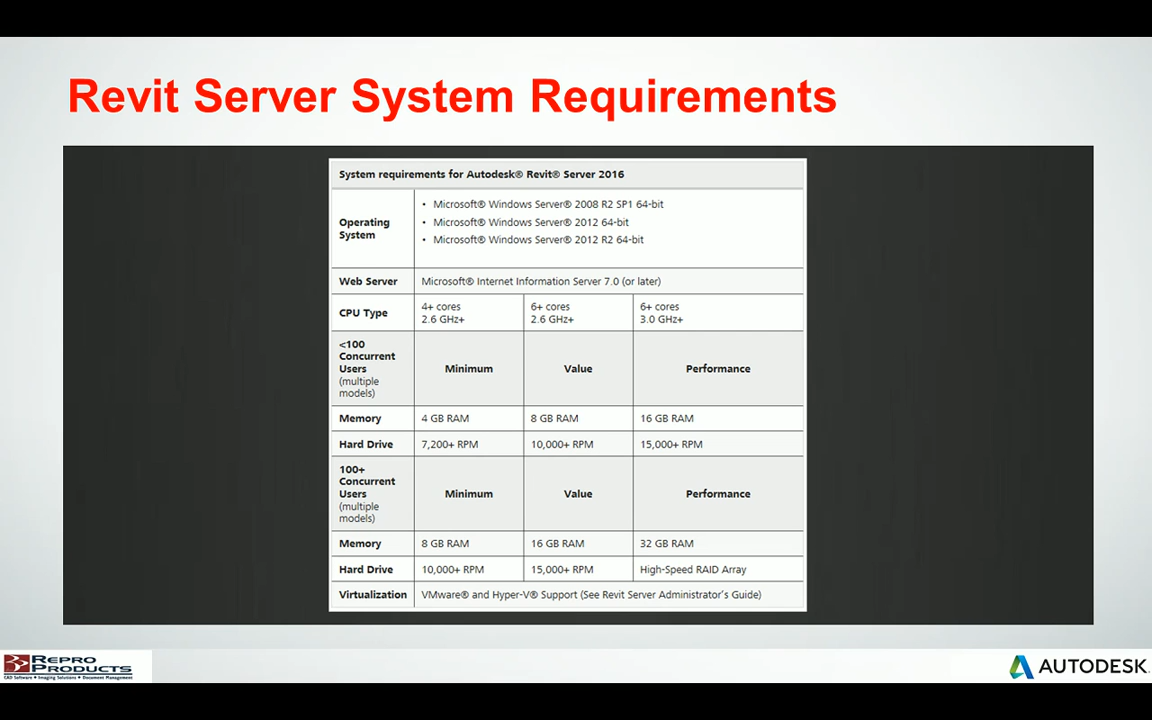 Revit Server System Requirements
System requirements for Autodesk® Revit® Server 2016
Operating System
• Microsoft® Windows Server® 2008 R2 SP1 64-bit
• Microsoft® Windows Server® 2012 64-bit
• Microsoft® Windows Server® 2012 R2 64-bit
Web Server Microsoft® Internet Information Server 7.0 (or later)
CPU Type
4+ cores
2.6 GHz+
6+ cores
2.6 GHz+
6+ cores
3.0 GHz+
<100
Concurrent
Users
(multiple
models)
Minimum Value Performance
Memory 4 GB RAM 8 GB RAM 16 GB RAM
Hard Drive 7,200+ RPM 10,000+ RPM 15,000+ RPM
100+
Concurrent
Users
(multiple
models)
Minimum Value Performance
Memory 8 GB RAM 16 GB RAM 32 GB RAM
Hard Drive 10,000+ RPM 15,000+ RPM High-Speed RAID Array
Virtualization VMware® and Hyper-V® Support (See Revit Server Administrator's Guide)
REPRO
PRODUCTS
CAD Software • Imaging Solutions • Document Management
AUTODESK.